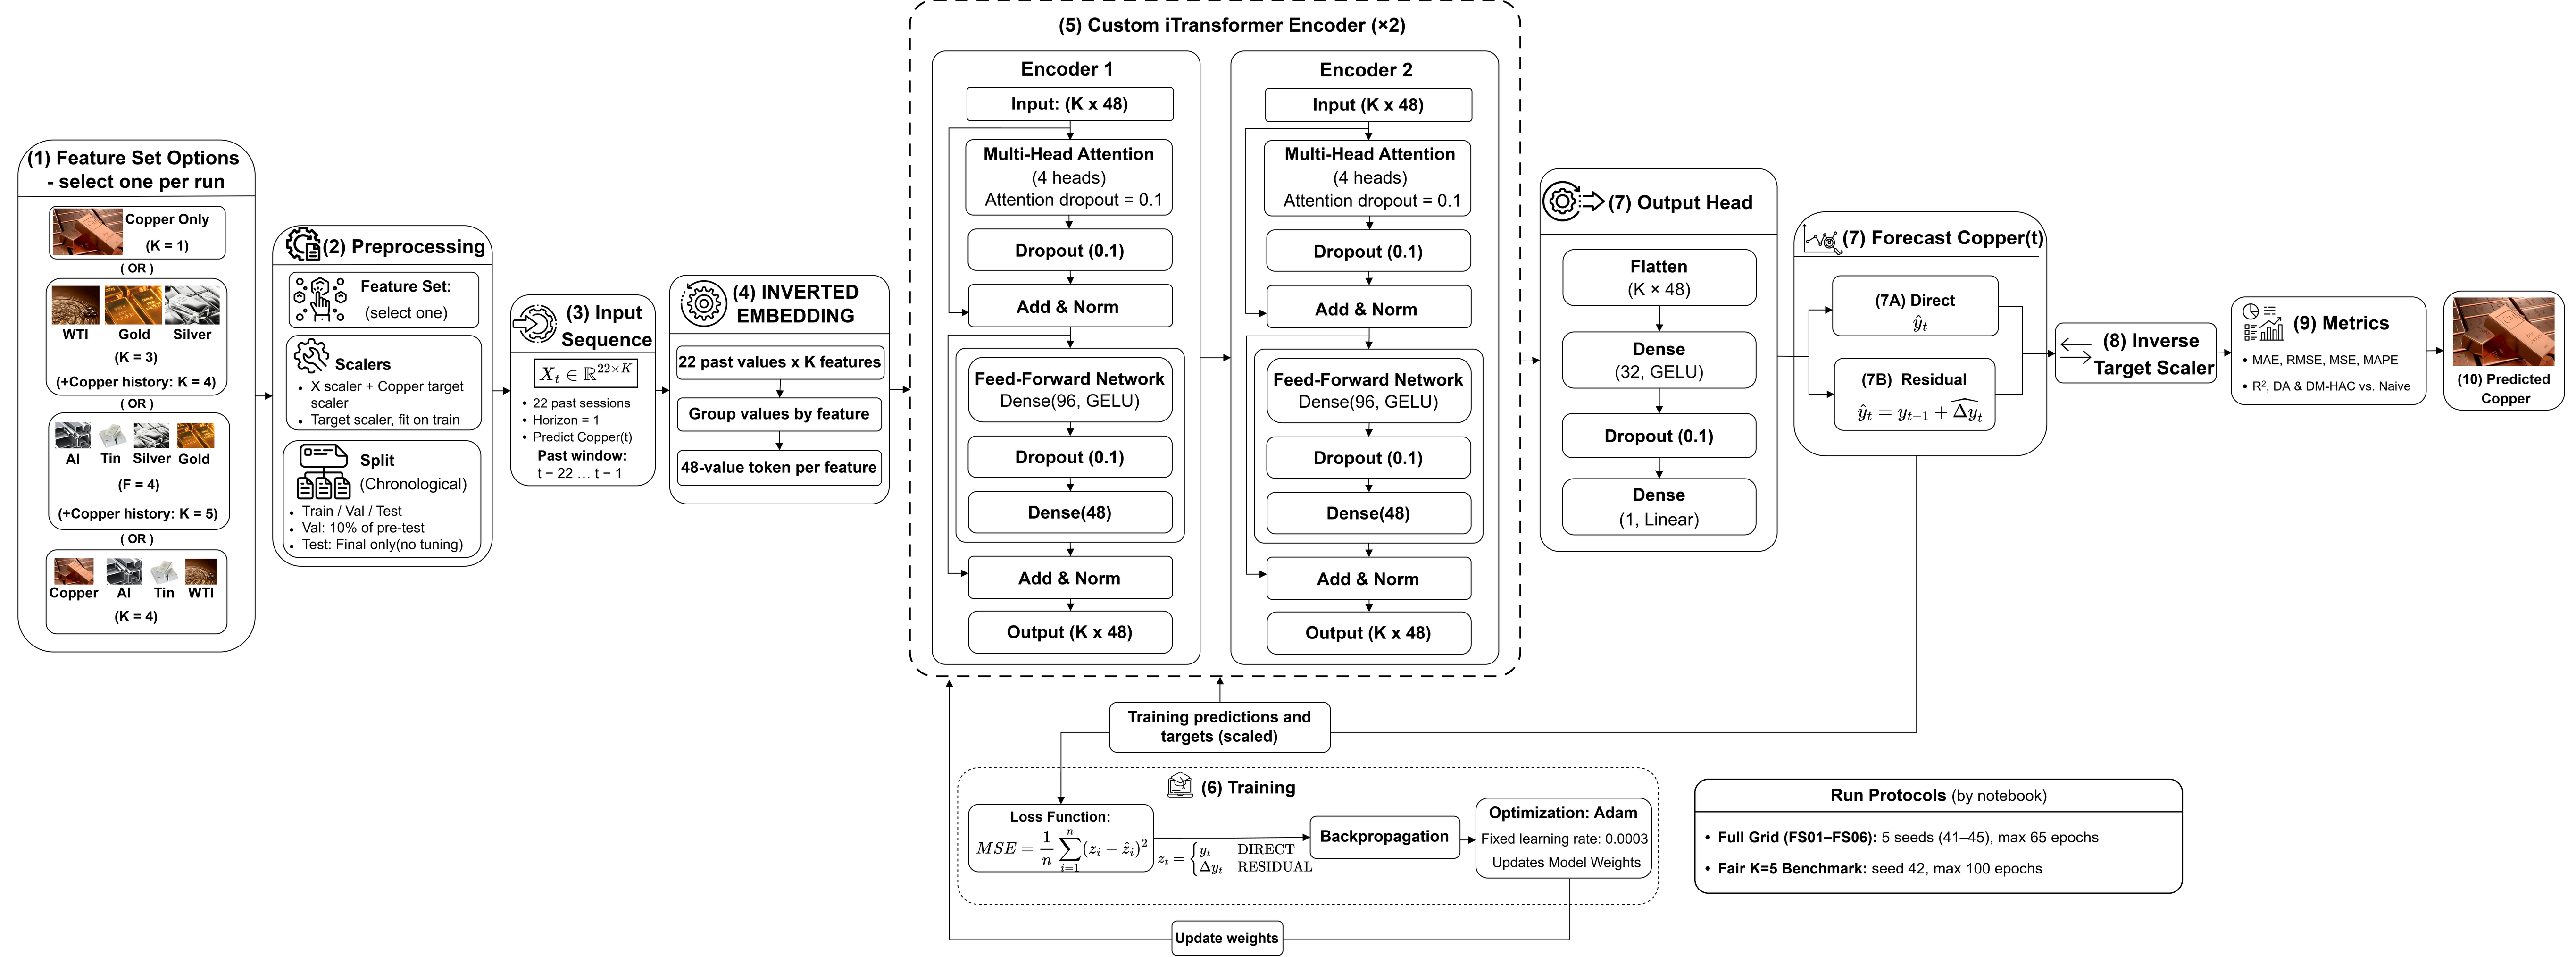 (1) Feature Set Options
- select one per run
Copper Only
(K = 1)
( OR )
WTI Gold Silver
(K = 3)
(+Copper history: K = 4)
( OR )
Al Tin Silver Gold
(F = 4)
(+Copper history: K = 5)
( OR )
Copper Al Tin WTI
(K = 4)
(2) Preprocessing
Feature Set:
(select one)
Scalers
• X scaler + Copper target
scaler
• Target scaler, fit on train
Split
(Chronological)
• Train / Val / Test
• Val: 10% of pre-test
• Test: Final only(no tuning)
(3) Input
Sequence
X_t ∈ ℝ^{22×K}
• 22 past sessions
• Horizon = 1
• Predict Copper(t)
Past window:
t − 22 … t − 1
(4) INVERTED
EMBEDDING
22 past values x K features
Group values by feature
48-value token per feature
(5) Custom iTransformer Encoder (×2)
Encoder 1
Input: (K x 48)
Multi-Head Attention
(4 heads)
Attention dropout = 0.1
Dropout (0.1)
Add & Norm
Feed-Forward Network
Dense(96, GELU)
Dropout (0.1)
Dense(48)
Add & Norm
Output (K x 48)
Encoder 2
Input (K x 48)
Multi-Head Attention
(4 heads)
Attention dropout = 0.1
Dropout (0.1)
Add & Norm
Feed-Forward Network
Dense(96, GELU)
Dropout (0.1)
Dense(48)
Add & Norm
Output (K x 48)
(7) Output Head
Flatten
(K × 48)
Dense
(32, GELU)
Dropout (0.1)
Dense
(1, Linear)
(7) Forecast Copper(t)
(7A) Direct
ŷ_t
(7B) Residual
ŷ_t = y_{t−1} + \widehat{Δy}_t
(8) Inverse
Target Scaler
(9) Metrics
• MAE, RMSE, MSE, MAPE
• R², DA & DM-HAC vs. Naive
(10) Predicted
Copper
Training predictions and
targets (scaled)
(6) Training
Loss Function:
MSE = \frac{1}{n} \sum_{i=1}^{n} (z_i − ẑ_i)²
z_t = { y_t DIRECT
Δy_t RESIDUAL
Backpropagation
Optimization: Adam
Fixed learning rate: 0.0003
Updates Model Weights
Update weights
Run Protocols (by notebook)
• Full Grid (FS01–FS06): 5 seeds (41–45), max 65 epochs
• Fair K=5 Benchmark: seed 42, max 100 epochs